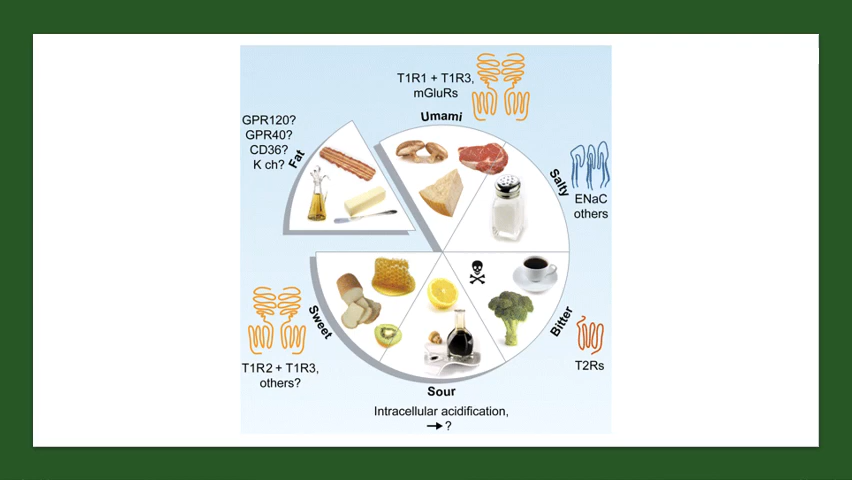 T1R1 + T1R3,
mGluRs
Umami
GPR120?
GPR40?
CD36?
K ch?
Fat
Salty
ENaC
others
Bitter
T2Rs
Sweet
T1R2 + T1R3,
others?
Sour
Intracellular acidification,
→ ?